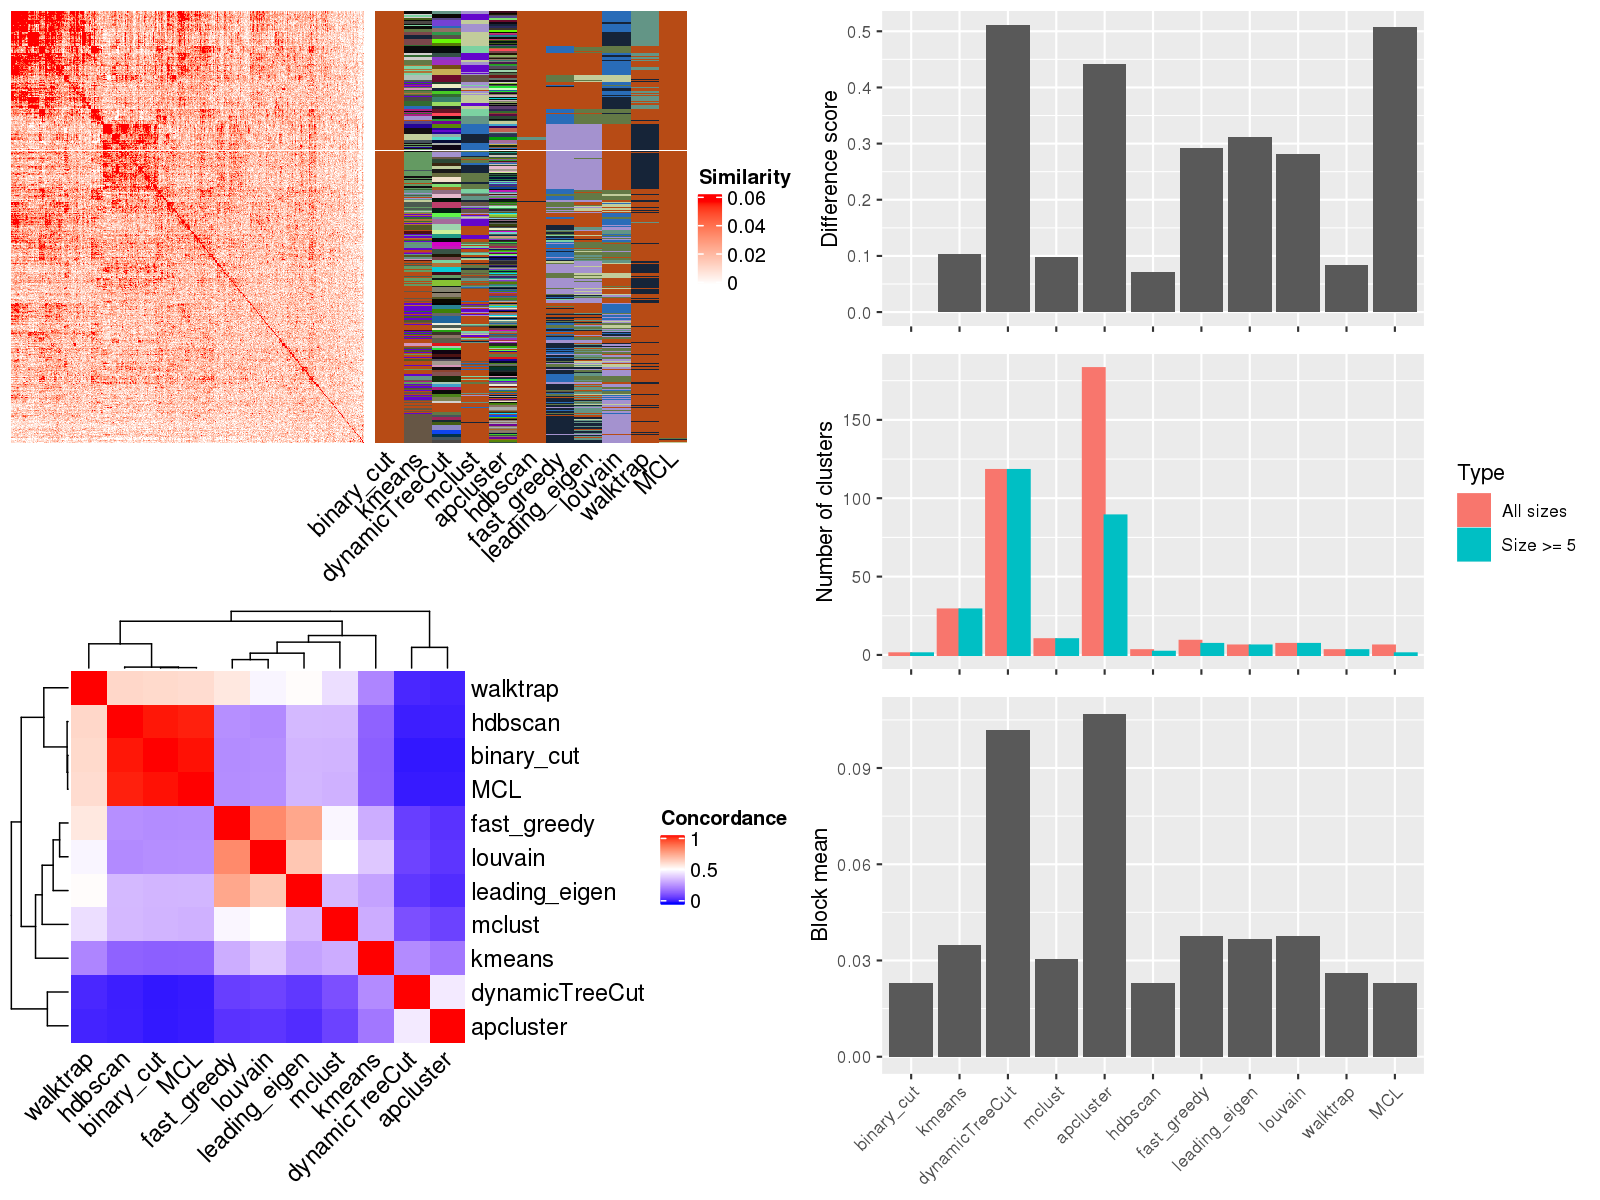 Similarity
0.06
0.04
0.02
0
binary_cut
kmeans
dynamicTreeCut
mclust
apcluster
hdbscan
fast_greedy
leading_eigen
louvain
walktrap
MCL
walktrap
hdbscan
binary_cut
MCL
fast_greedy
louvain
leading_eigen
mclust
kmeans
dynamicTreeCut
apcluster
Concordance
1
0.5
0
walktrap
hdbscan
binary_cut
MCL
fast_greedy
louvain
leading_eigen
mclust
kmeans
dynamicTreeCut
apcluster
Difference score
0.5
0.4
0.3
0.2
0.1
0.0
Number of clusters
150
100
50
0
Type
All sizes
Size >= 5
Block mean
0.09
0.06
0.03
0.00
binary_cut
kmeans
dynamicTreeCut
mclust
apcluster
hdbscan
fast_greedy
leading_eigen
louvain
walktrap
MCL